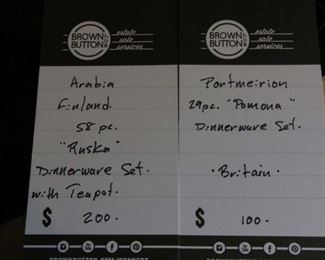 BROWN BUTTON
estate
sale
services
Arabia
Finland
58 pc.
"Ruska"
Dinnerware Set
with Teapot.
$ 200-
BROWN BUTTON
estate
sale
services
Portmeirion
29pc. "Pomona"
Dinnerware Set.
·Britain·
$ 100-